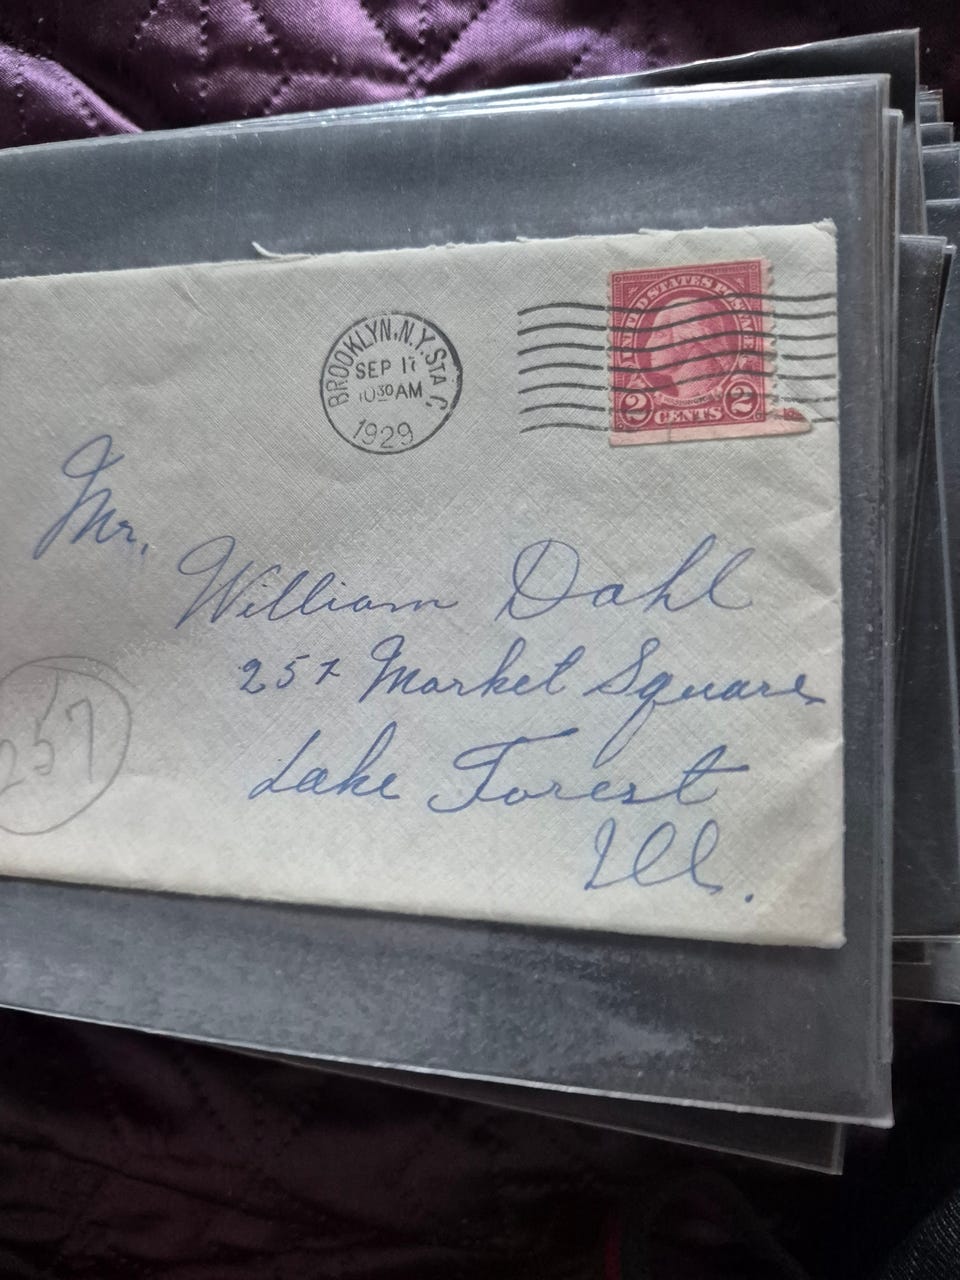 BROOKLYN, N.Y. STA C.
SEP 17
10 30 AM
1929
UNITED STATES POSTAGE
2 CENTS 2
Mr.
William Dahl
257 Market Square
Lake Forest
Ill.
257